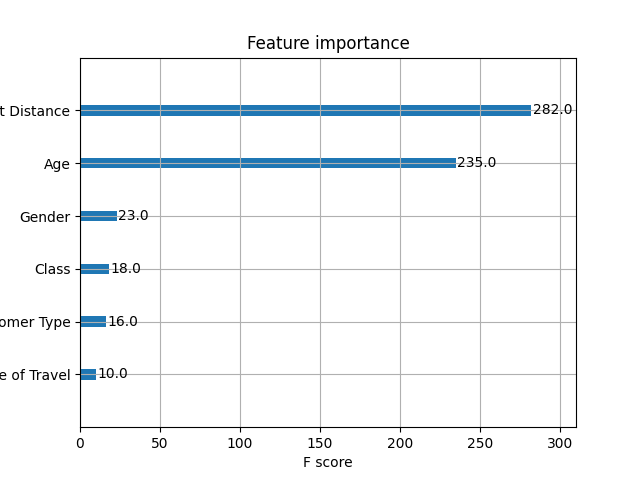 Feature importance
t Distance
282.0
Age
235.0
Gender
23.0
Class
18.0
omer Type
16.0
e of Travel
10.0
0 50 100 150 200 250 300
F score